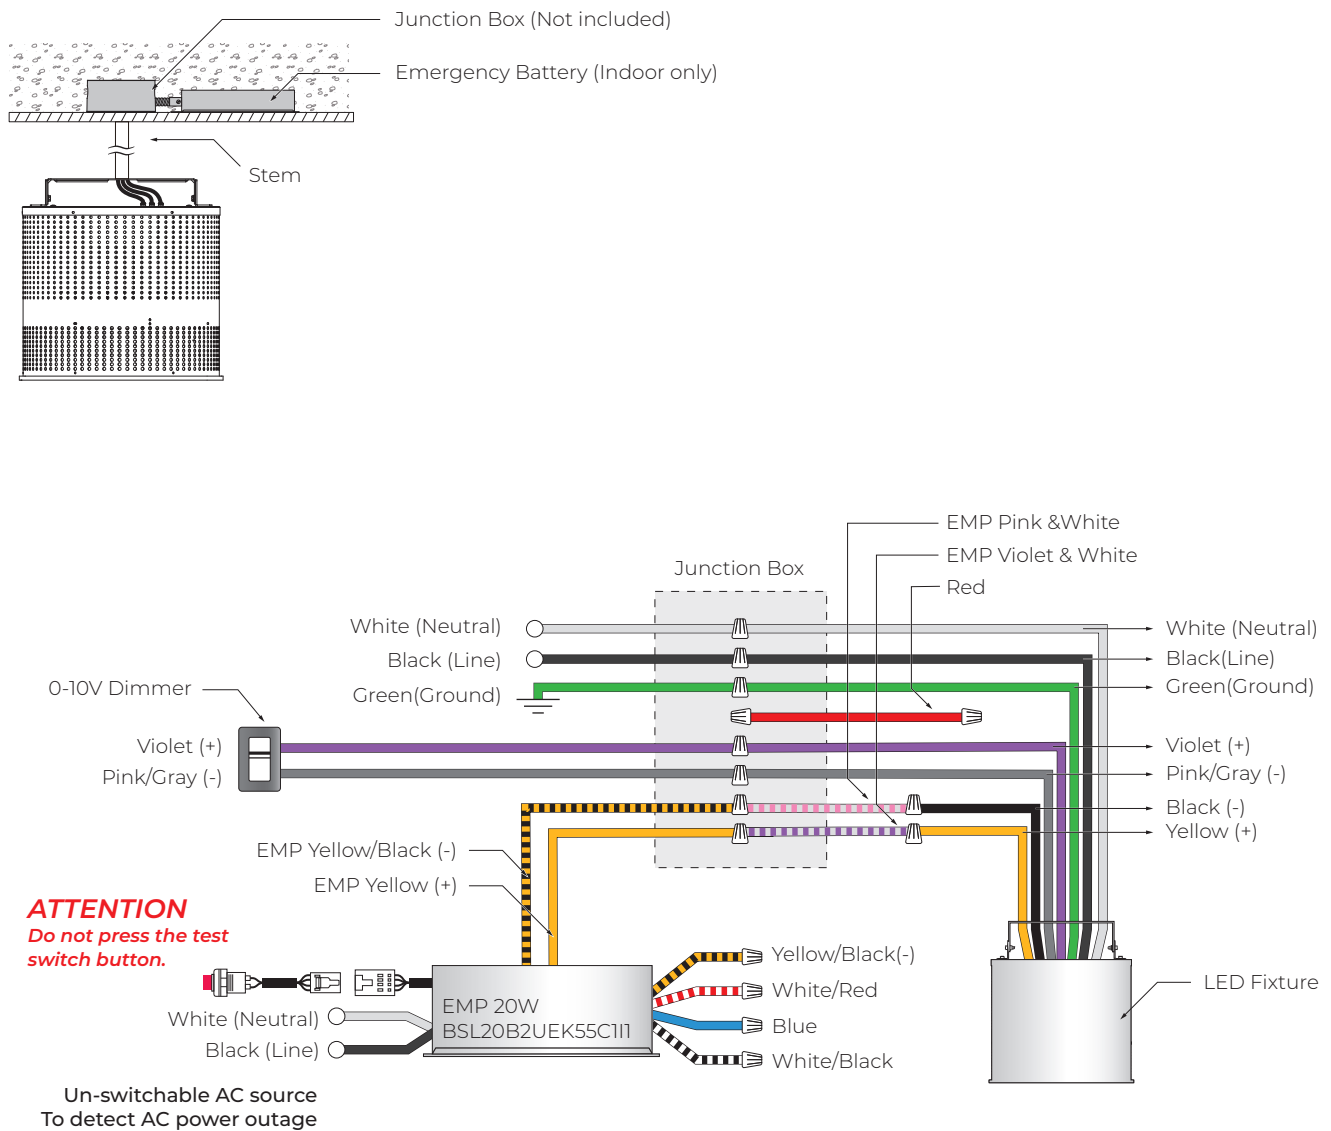 Junction Box (Not included)
Emergency Battery (Indoor only)
Stem
EMP Pink &White
EMP Violet & White
Red
Junction Box
White (Neutral)
Black (Line)
Green(Ground)
0-10V Dimmer
Violet (+)
Pink/Gray (-)
White (Neutral)
Black(Line)
Green(Ground)
Violet (+)
Pink/Gray (-)
Black (-)
Yellow (+)
EMP Yellow/Black (-)
EMP Yellow (+)
ATTENTION
Do not press the test
switch button.
White (Neutral)
Black (Line)
EMP 20W
BSL20B2UEK55C1I1
Yellow/Black(-)
White/Red
Blue
White/Black
LED Fixture
Un-switchable AC source
To detect AC power outage